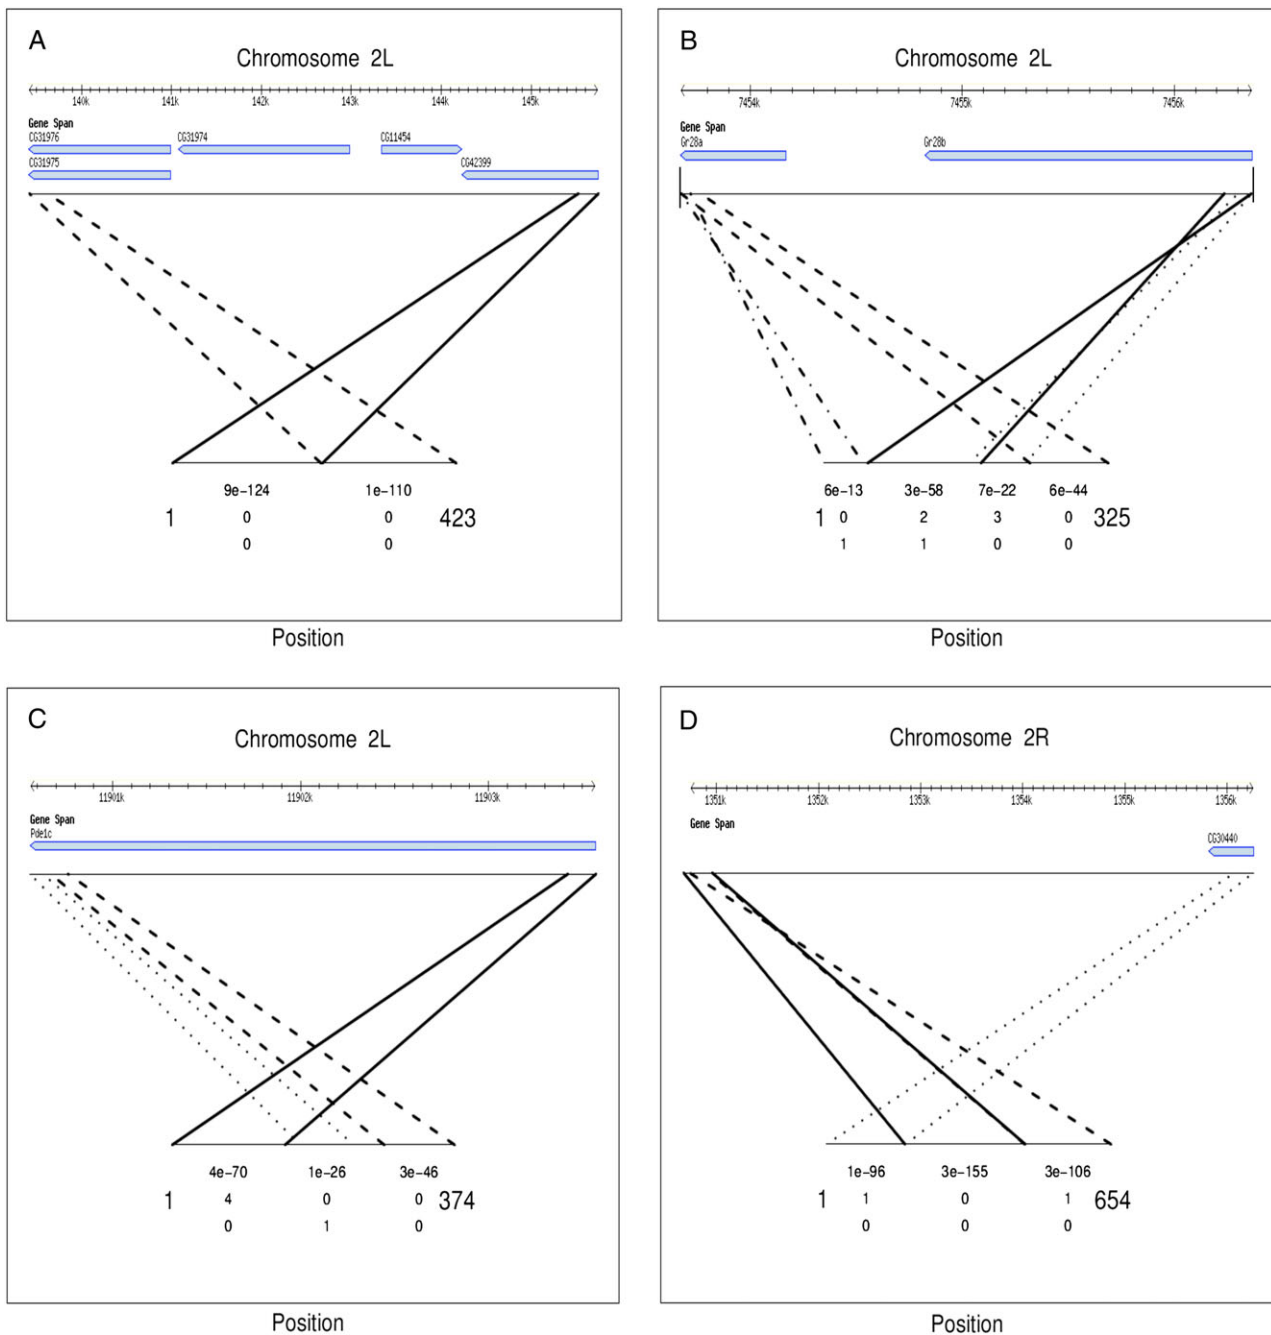 A
Chromosome 2L
140k 141k 142k 143k 144k 145k
Gene Span
CG31976 CG31974 CG11454
CG31975 CG42399
9e-124 1e-110
1 0 0 423
0 0
Position
B
Chromosome 2L
7454k 7455k 7456k
Gene Span
Gr28a Gr28b
6e-13 3e-58 7e-22 6e-44
1 0 2 3 0 325
1 1 0 0
Position
C
Chromosome 2L
11901k 11902k 11903k
Gene Span
Pde1c
4e-70 1e-26 3e-46
1 4 0 0 374
0 1 0
Position
D
Chromosome 2R
1351k 1352k 1353k 1354k 1355k 1356k
Gene Span
CG30440
1e-96 3e-155 3e-106
1 1 0 1 654
0 0 0
Position